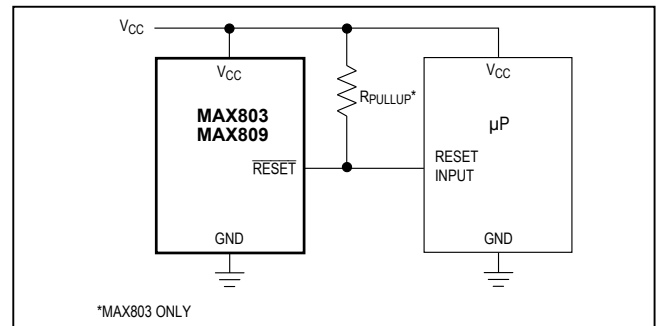 VCC
VCC
MAX803
MAX809
RESET
GND
RPULLUP*
VCC
µP
RESET
INPUT
GND
*MAX803 ONLY